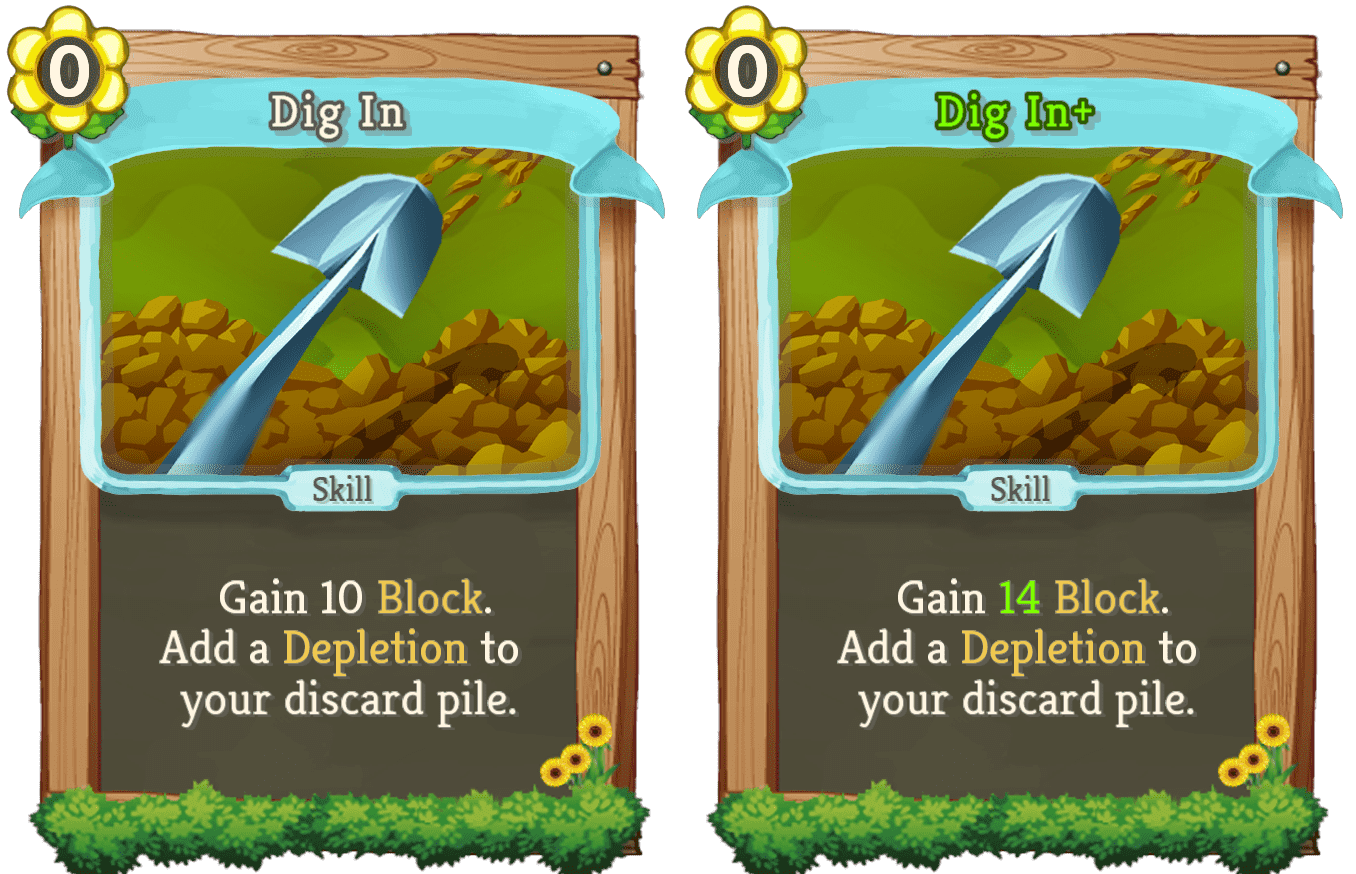 0
Dig In
Skill
Gain 10 Block.
Add a Depletion to
your discard pile.
0
Dig In+
Skill
Gain 14 Block.
Add a Depletion to
your discard pile.